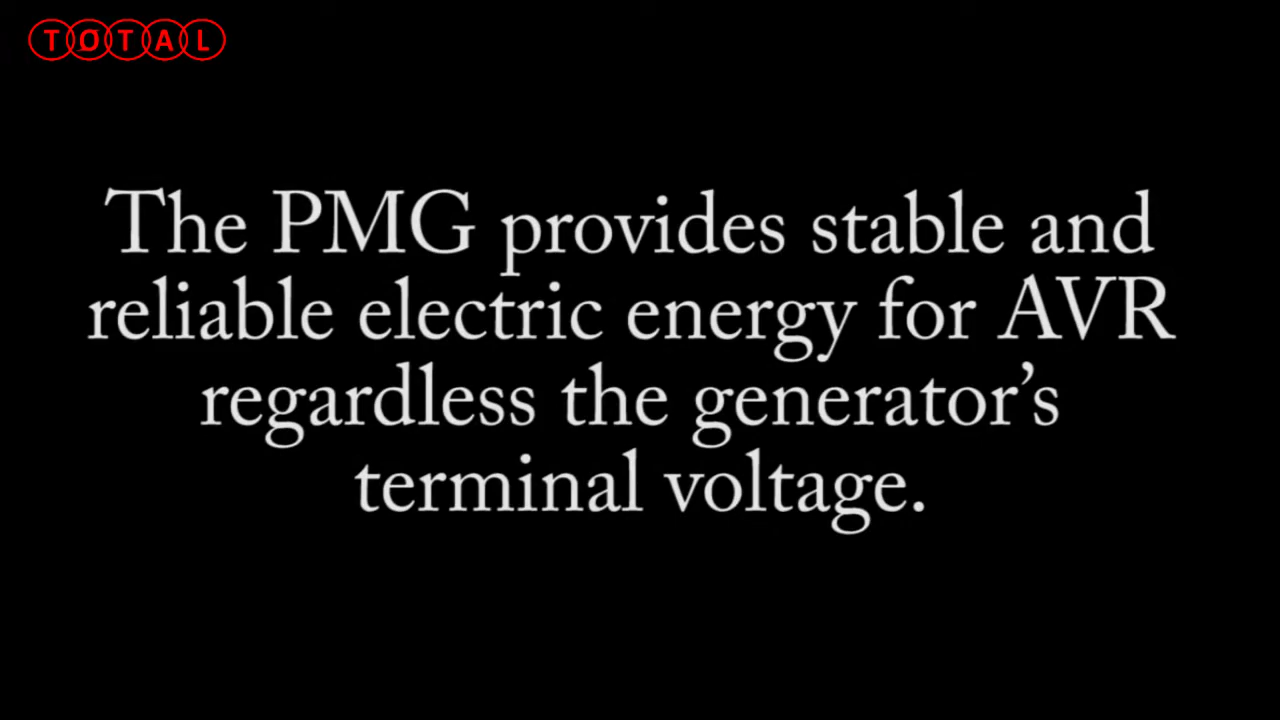 TOTAL
The PMG provides stable and
reliable electric energy for AVR
regardless the generator’s
terminal voltage.